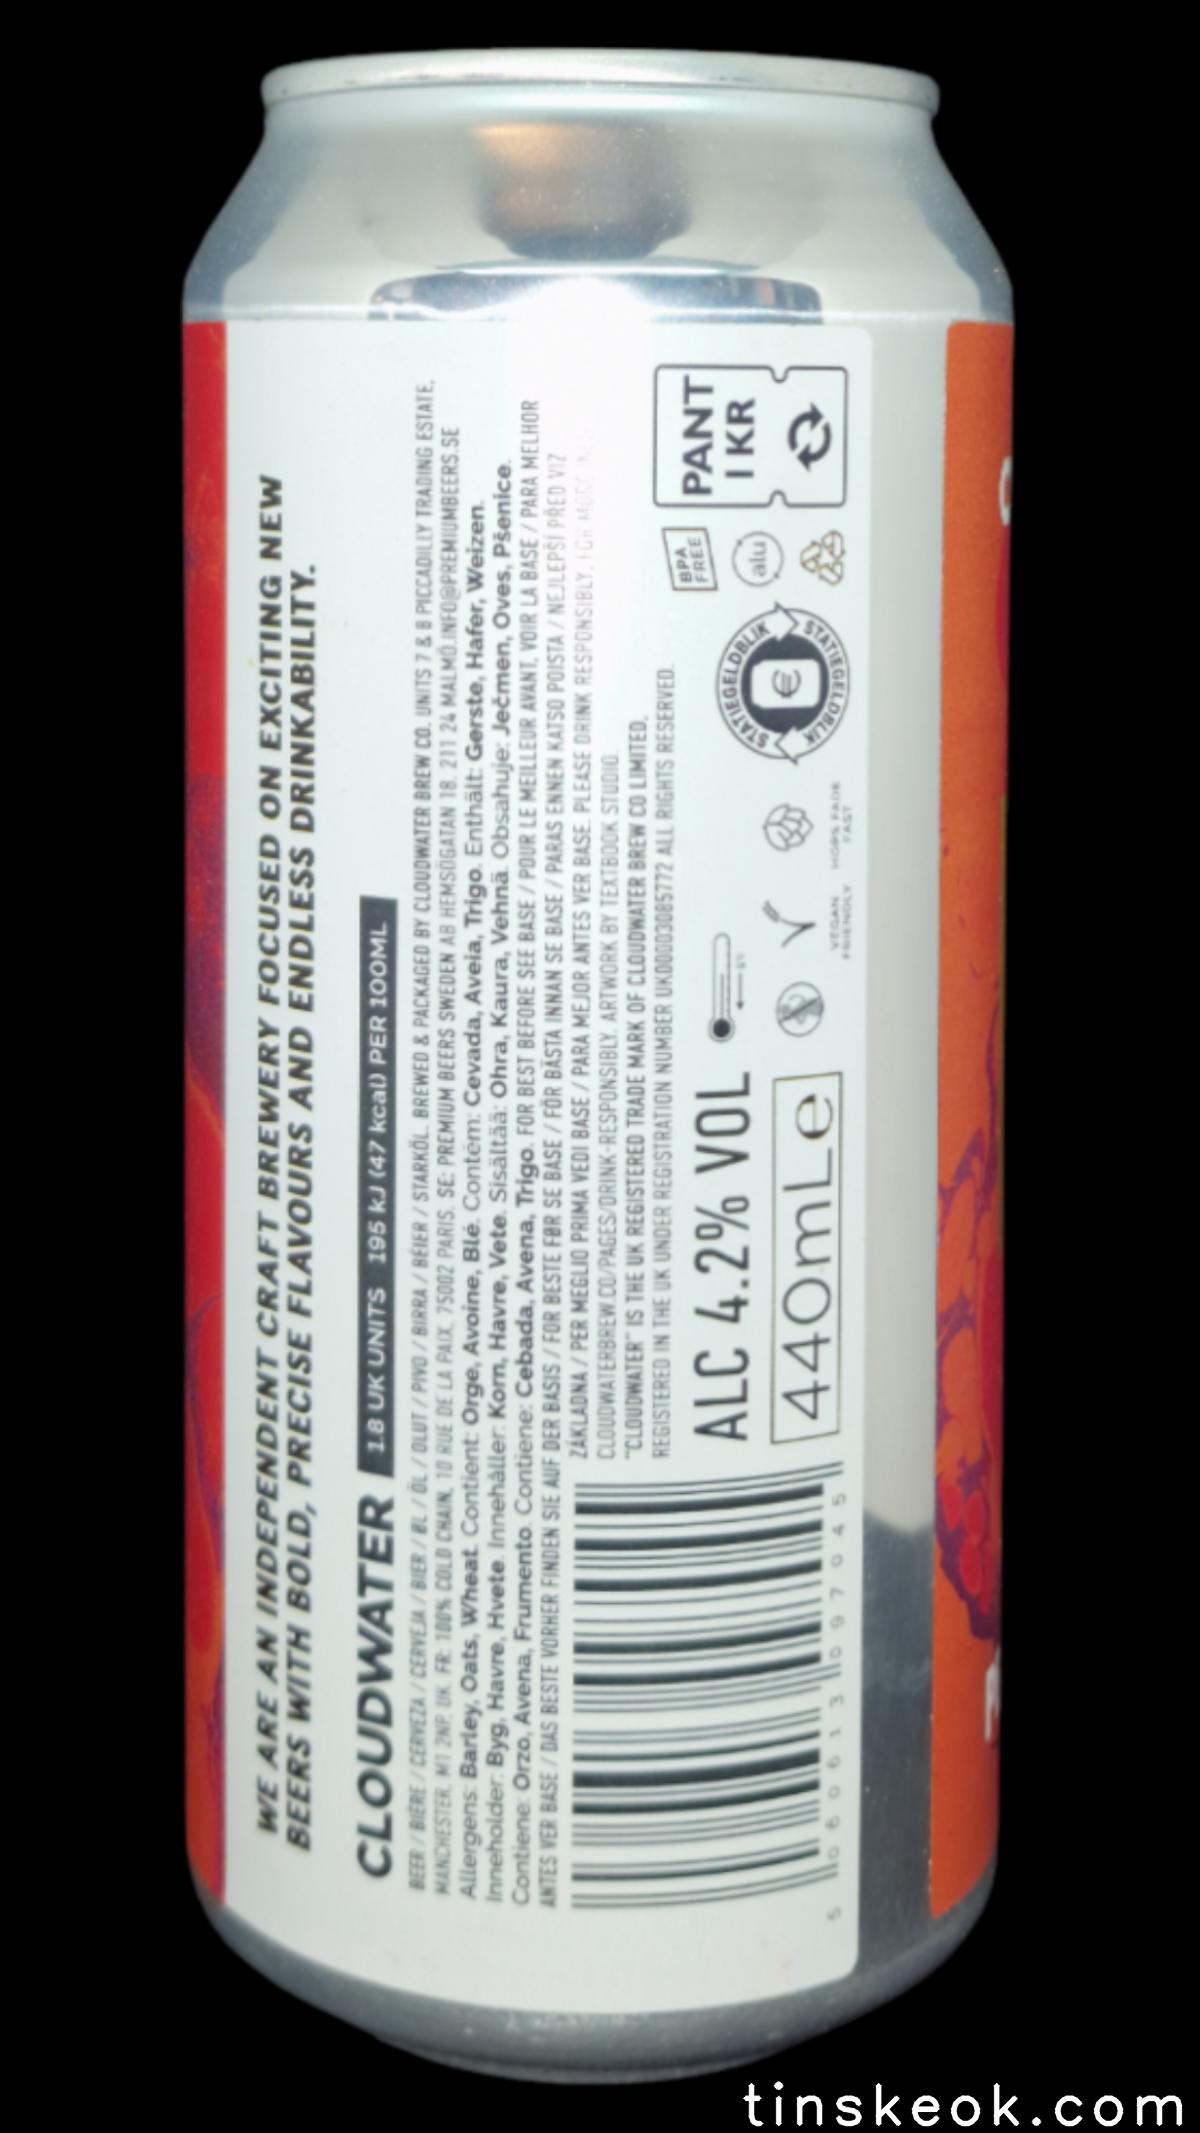 WE ARE AN INDEPENDENT CRAFT BREWERY FOCUSED ON EXCITING NEW
BEERS WITH BOLD, PRECISE FLAVOURS AND ENDLESS DRINKABILITY.
CLOUDWATER
1.8 UK UNITS 195 kJ (47 kcal) PER 100ML
BEER / BIÈRE / CERVEZA / CERVEJA / BIER / ØL / ÖL / OLUT / PIVO / BIRRA / BÉIER / STARKÖL. BREWED & PACKAGED BY CLOUDWATER BREW CO. UNITS 7 & 8 PICCADILLY TRADING ESTATE,
MANCHESTER, M1 2NP, UK. FR: 100% COLD CHAIN, 10 RUE DE LA PAIX, 75002 PARIS. SE: PREMIUM BEERS SWEDEN AB HEMSÖGATAN 18. 211 24 MALMÖ.INFO@PREMIUMBEERS.SE
Allergens: Barley, Oats, Wheat. Contient: Orge, Avoine, Blé. Contém: Cevada, Aveia, Trigo. Enthält: Gerste, Hafer, Weizen.
Inneholder: Byg, Havre, Hvete. Innehåller: Korn, Havre, Vete. Sisältää: Ohra, Kaura, Vehnä. Obsahuje: Ječmen, Oves, Pšenice.
Contiene: Orzo, Avena, Frumento. Contiene: Cebada, Avena, Trigo. FOR BEST BEFORE SEE BASE / POUR LE MEILLEUR AVANT, VOIR LA BASE / PARA MELHOR
ANTES VER BASE / DAS BESTE VORHER FINDEN SIE AUF DER BASIS / FOR BESTE FØR SE BASE / FÖR BÄSTA INNAN SE BASE / PARAS ENNEN KATSO POISTA / NEJLEPŠÍ PŘED VIZ
ZÁKLADNA / PER MEGLIO PRIMA VEDI BASE / PARA MEJOR ANTES VER BASE. PLEASE DRINK RESPONSIBLY. FOR MORE
CLOUDWATERBREW.CO/PAGES/DRINK-RESPONSIBLY. ARTWORK BY TEXTBOOK STUDIO.
"CLOUDWATER" IS THE UK REGISTERED TRADE MARK OF CLOUDWATER BREW CO LIMITED.
REGISTERED IN THE UK UNDER REGISTRATION NUMBER UK00003085772 ALL RIGHTS RESERVED.
ALC 4.2% VOL
440mL e
VEGAN
FRIENDLY
HOPS FADE
FAST
STATIEGELDBLIK
STATIEGELDBLIK
€
BPA
FREE
alu
PANT
1 KR
5 060613 097045
tinskeok.com